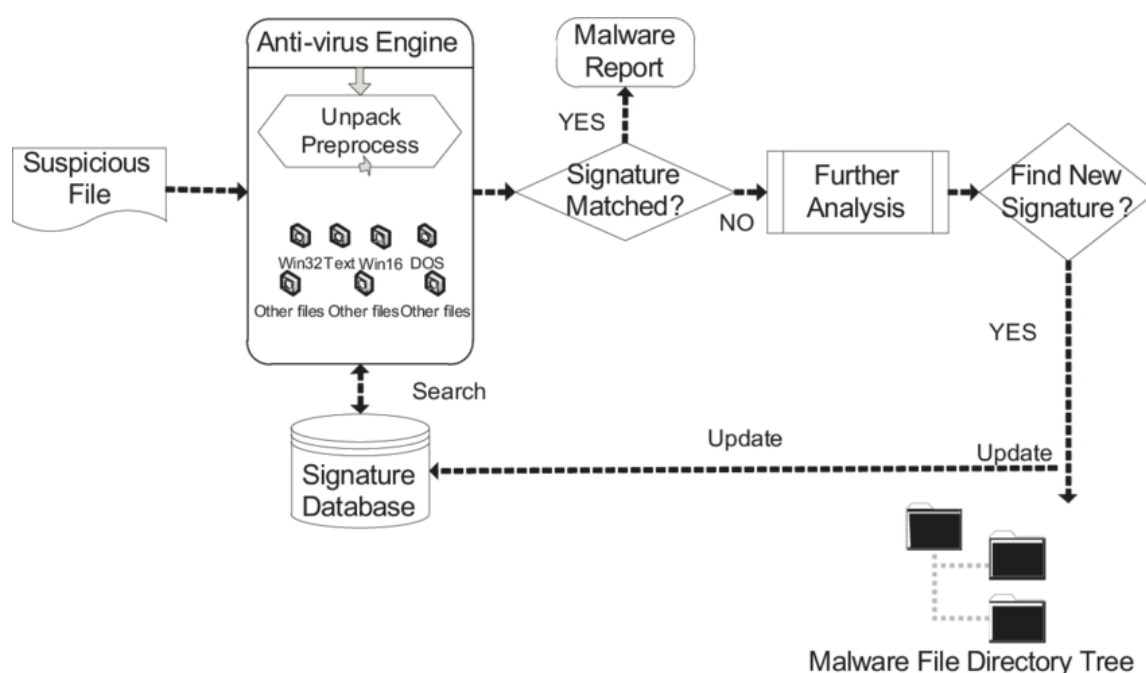 Anti-virus Engine
Unpack
Preprocess
Win32 Text Win16 DOS
Other files Other files Other files
Suspicious
File
Malware
Report
YES
Signature
Matched?
NO
Further
Analysis
Find New
Signature ?
YES
Search
Signature
Database
Update
Update
Malware File Directory Tree